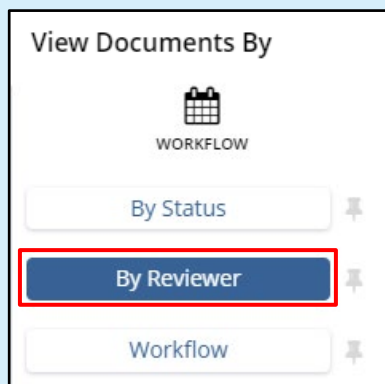 View Documents By
WORKFLOW
By Status
By Reviewer
Workflow